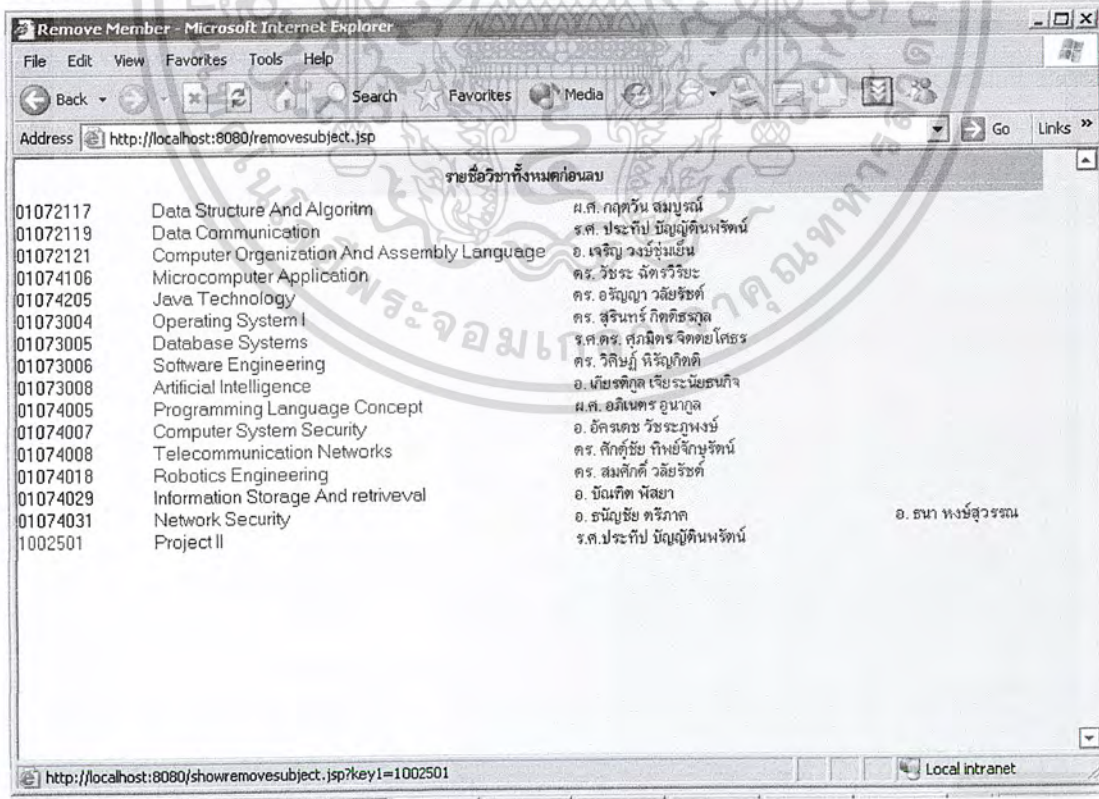 Remove Member - Microsoft Internet Explorer
File Edit View Favorites Tools Help
Back Search Favorites Media
Address http://localhost:8080/removesubject.jsp Go Links »
รายชื่อวิชาทั้งหมดก่อนลบ
01072117 Data Structure And Algoritm ผ.ศ. กฤตวัน สมบูรณ์
01072119 Data Communication ร.ศ. ประทีป บัญญัตินพรัตน์
01072121 Computer Organization And Assembly Language อ. เจริญ วงษ์ชุ่มเย็น
01074106 Microcomputer Application ดร. วัชระ ฉัตรวิริยะ
01074205 Java Technology ดร. อรัญญา วลัยรัชต์
01073004 Operating System I ดร. สุรินทร์ กิตติธรกุล
01073005 Database Systems ร.ศ.ดร. ศุภมิตร จิตตะยโศธร
01073006 Software Engineering ดร. วิศิษฏ์ หิรัญกิตติ
01073008 Artificial Intelligence อ. เกียรติกูล เจียระนัยธนกิจ
01074005 Programming Language Concept ผ.ศ. อภิเนตร อูนากูล
01074007 Computer System Security อ. อัครเดช วัชระภูพงษ์
01074008 Telecommunication Networks ดร. ศักดิ์ชัย ทิพย์จักษุรัตน์
01074018 Robotics Engineering ดร. สมศักดิ์ วลัยรัชต์
01074029 Information Storage And retriveval อ. บัณฑิต พัสยา
01074031 Network Security อ. ธนัญชัย ตรีภาค อ. ธนา หงษ์สุวรรณ
1002501 Project II ร.ศ.ประทีป บัญญัตินพรัตน์
http://localhost:8080/showremovesubject.jsp?key1=1002501 Local intranet